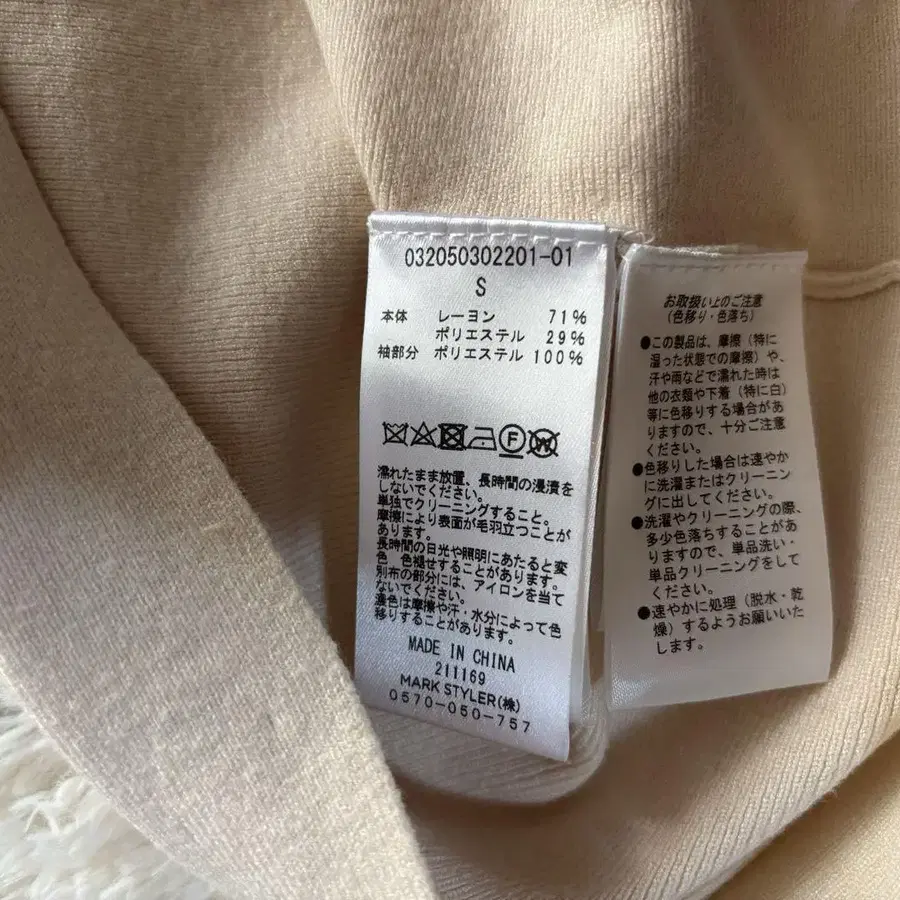 032050302201-01
S
本体 レーヨン 71%
ポリエステル 29%
袖部分 ポリエステル 100%
F
W
濡れたまま放置、長時間の浸漬を
しないでください。
単独でクリーニングすること。
摩擦により表面が毛羽立つことが
あります。
長時間の日光や照明にあたると変
色 色褪せすることがあります。
別布の部分には、アイロンを当て
ないでください。
濃色は摩擦や汗・水分によって色
移りすることがあります。
MADE IN CHINA
211169
MARK STYLER(株)
0570-050-757
お取扱い上のご注意
(色移り・色落ち)
●この製品は、摩擦(特に
湿った状態での摩擦)や、
汗や雨などで濡れた時は
他の衣類や下着(特に白)
等に色移りする場合があ
りますので、十分ご注意
ください。
●色移りした場合は速やか
に洗濯またはクリーニン
グに出してください。
●洗濯やクリーニングの際、
多少色落ちすることがあ
りますので、単品洗い・
単品クリーニングをして
ください。
●速やかに処理(脱水・乾
燥)するようお願いいた
します。